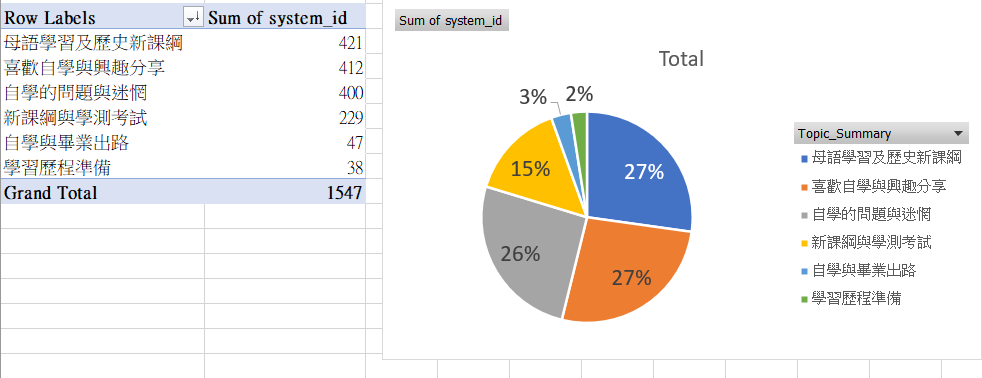 Row Labels Sum of system_id
母語學習及歷史新課綱 421
喜歡自學與興趣分享 412
自學的問題與迷惘 400
新課綱與學測考試 229
自學與畢業出路 47
學習歷程準備 38
Grand Total 1547
Sum of system_id
Total
3% 2%
27%
15%
26%
27%
Topic_Summary
母語學習及歷史新課綱
喜歡自學與興趣分享
自學的問題與迷惘
新課綱與學測考試
自學與畢業出路
學習歷程準備